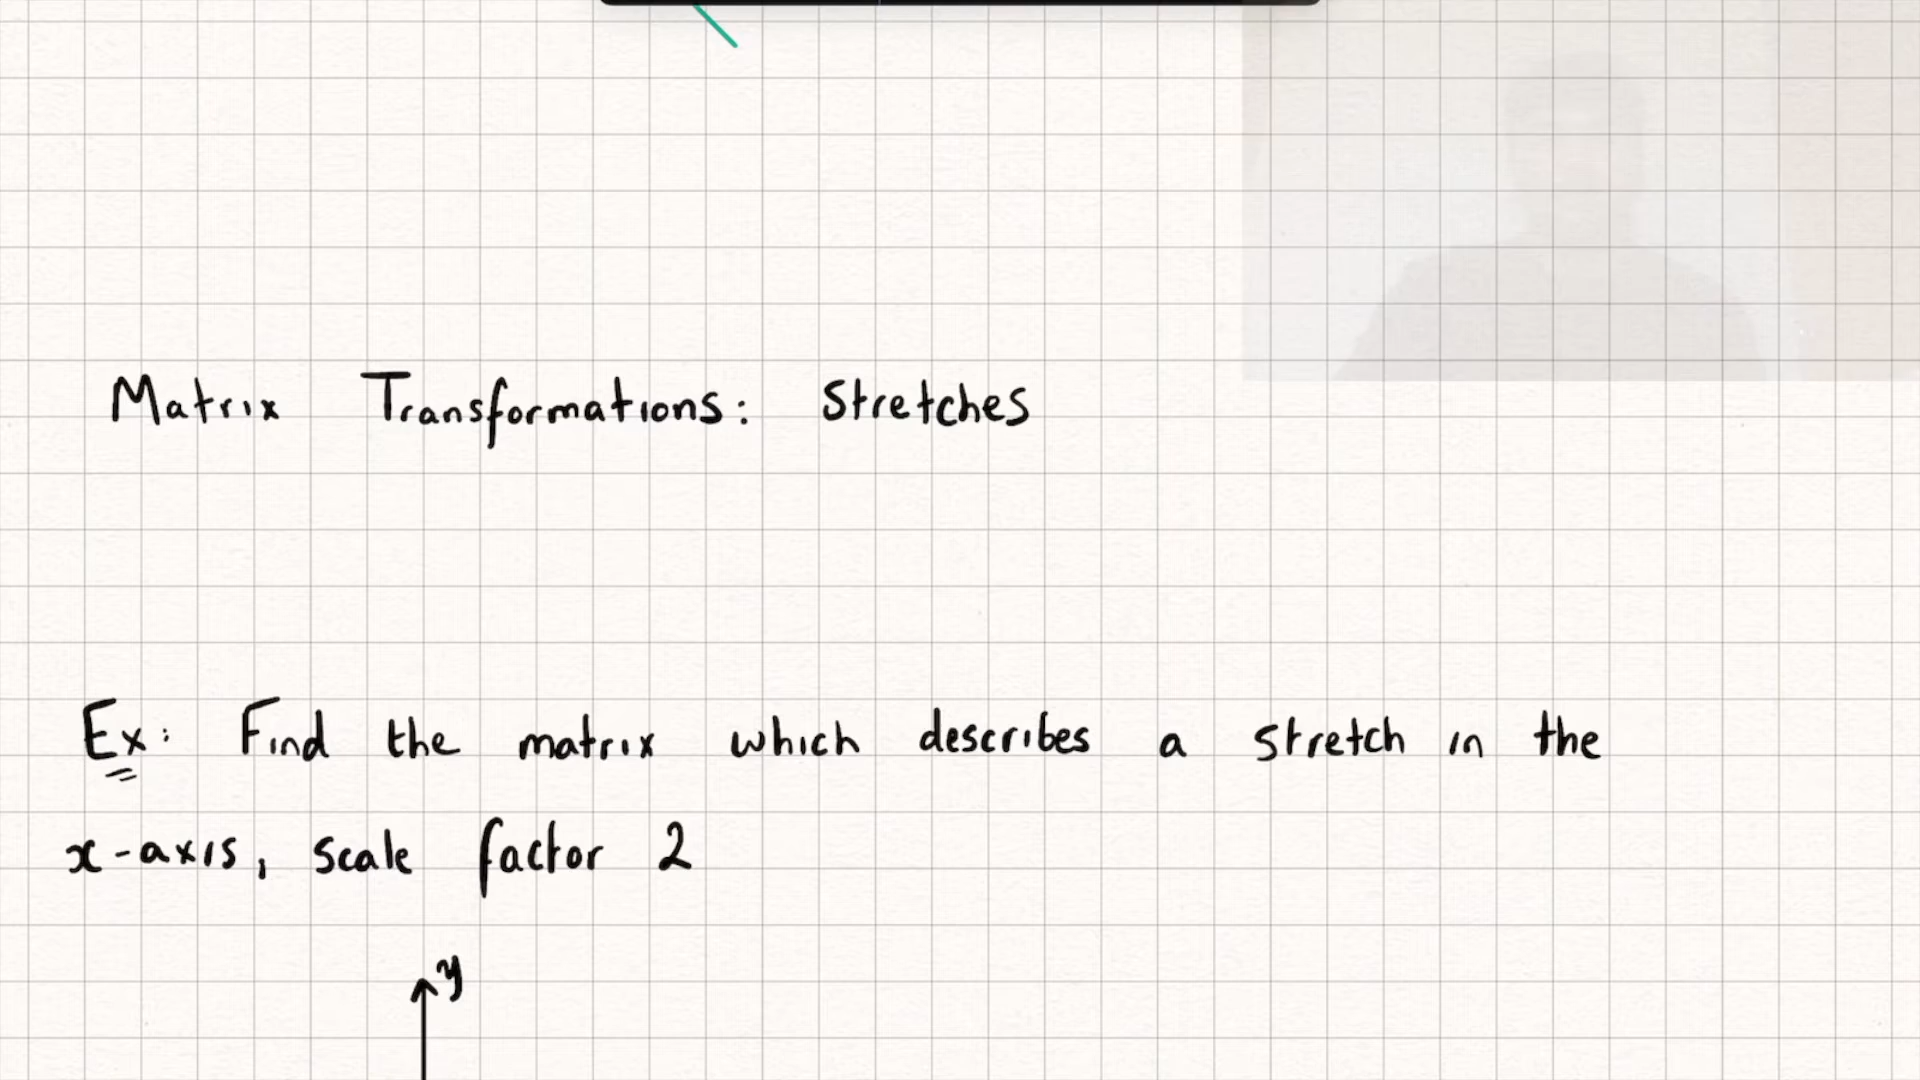 Matrix Transformations: Stretches
Ex: Find the matrix which describes a stretch in the
x-axis, scale factor 2
y